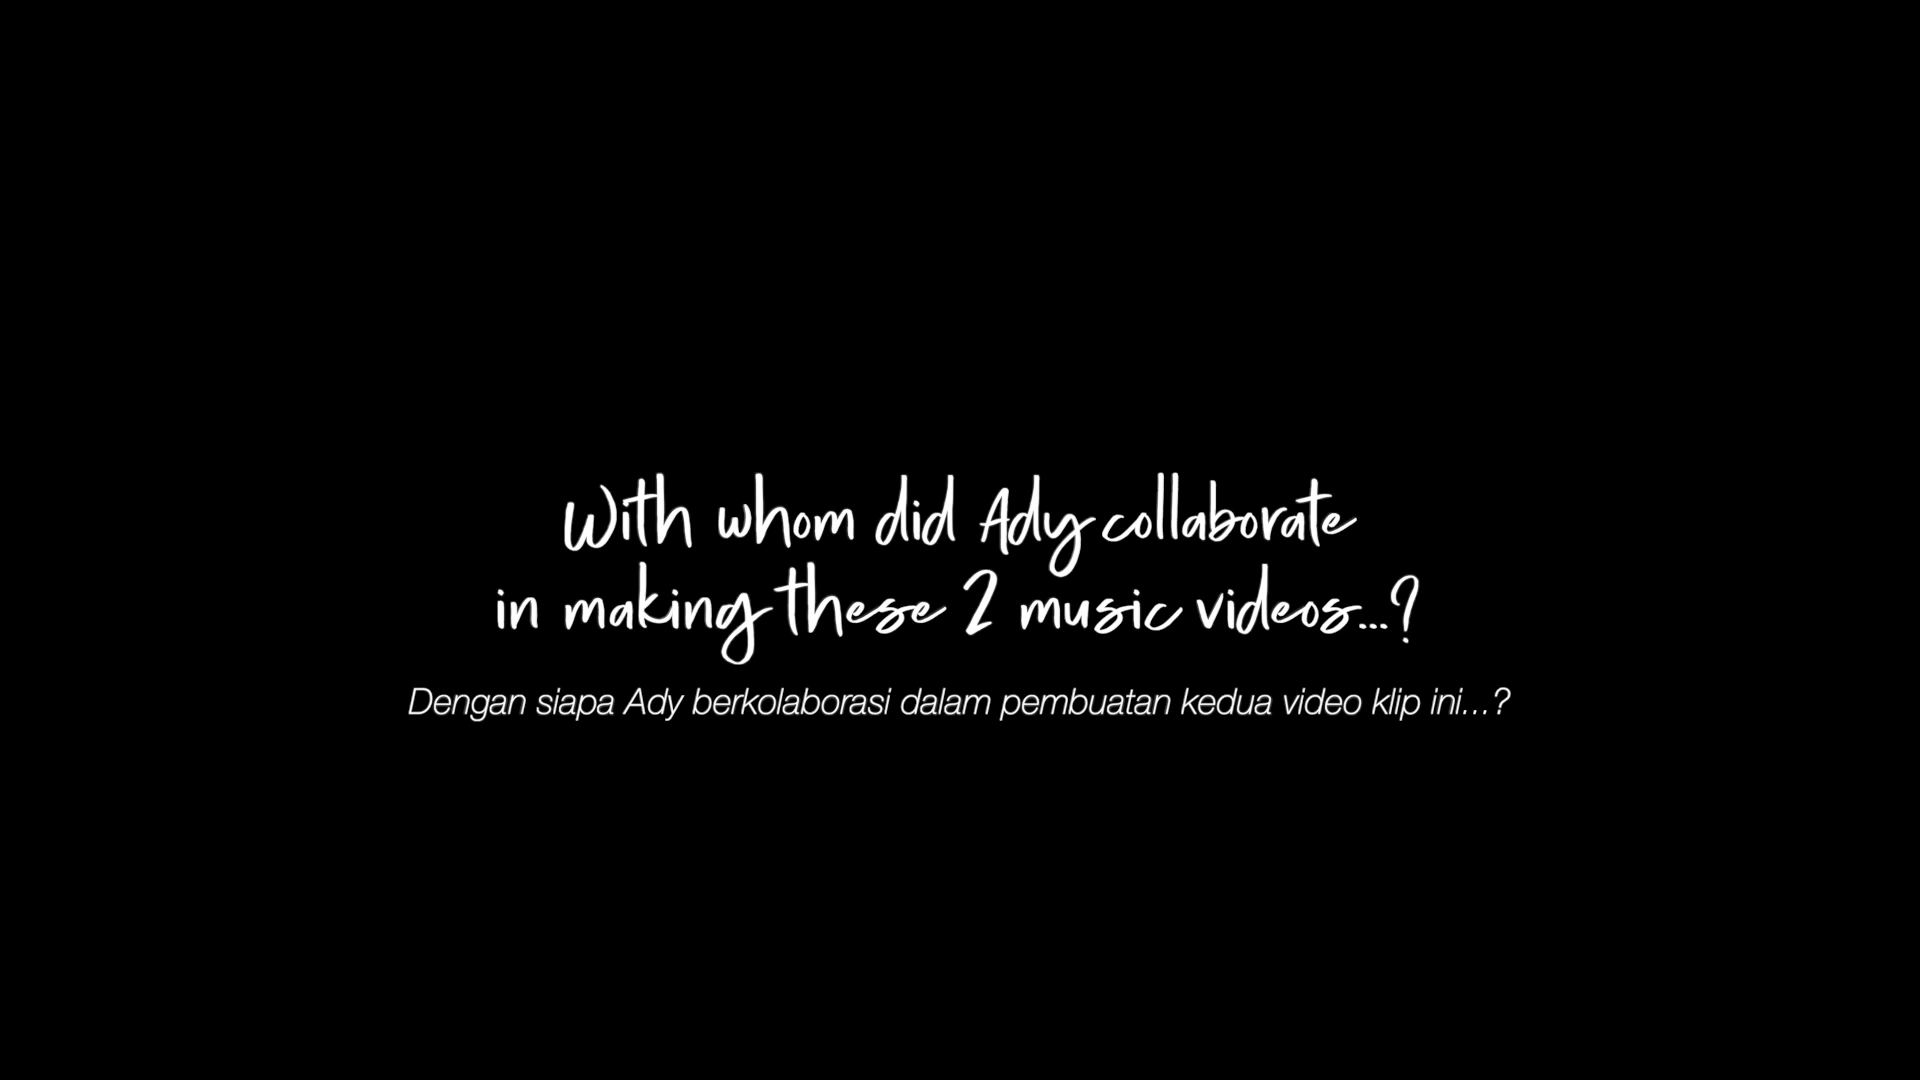 With whom did Ady collaborate
in making these 2 music videos...?
Dengan siapa Ady berkolaborasi dalam pembuatan kedua video klip ini...?